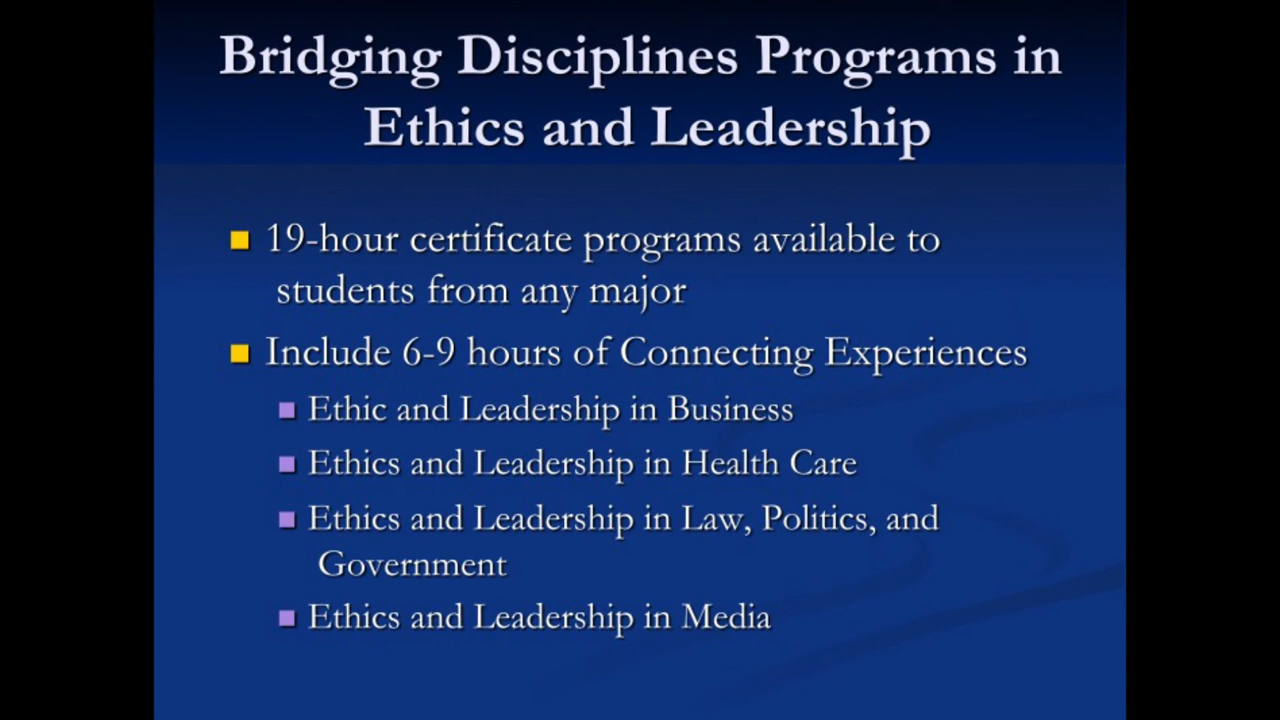 Bridging Disciplines Programs in
Ethics and Leadership
19-hour certificate programs available to
students from any major
Include 6-9 hours of Connecting Experiences
Ethic and Leadership in Business
Ethics and Leadership in Health Care
Ethics and Leadership in Law, Politics, and
Government
Ethics and Leadership in Media